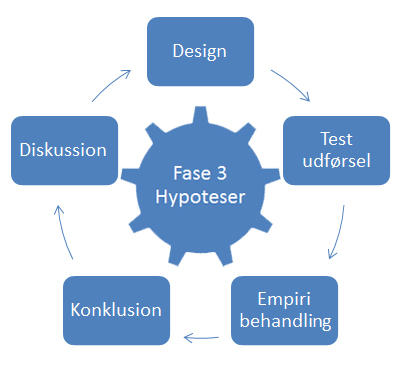 Design
Test
udførsel
Empiri
behandling
Konklusion
Diskussion
Fase 3
Hypoteser